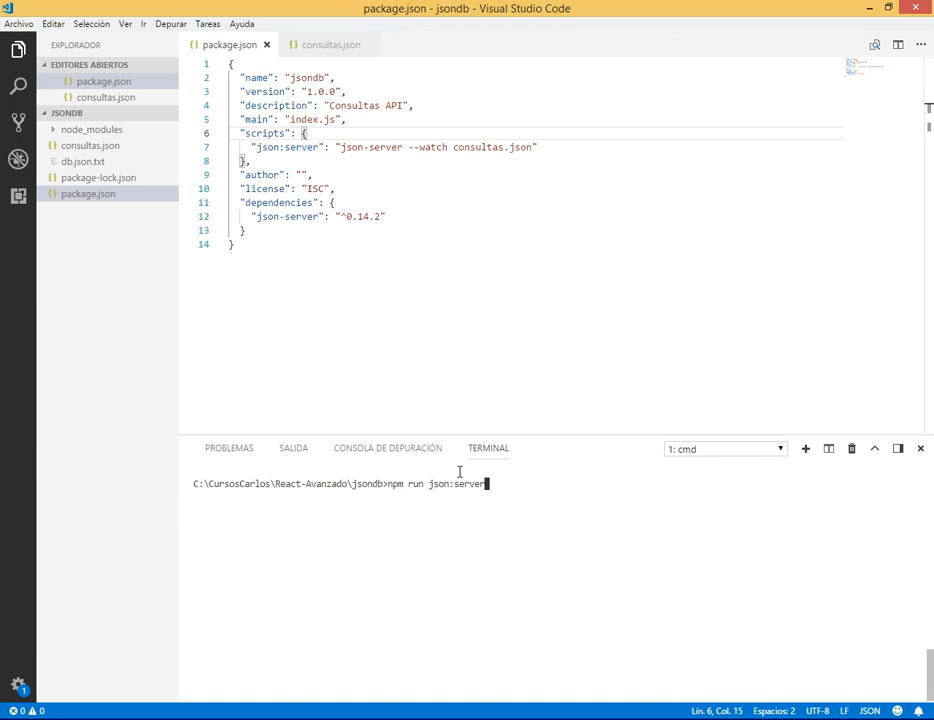 package.json - jsondb - Visual Studio Code
Archivo Editar Selección Ver Ir Depurar Tareas Ayuda
EXPLORADOR
EDITORES ABIERTOS
{} package.json
{} consultas.json
JSONDB
node_modules
{} consultas.json
db.json.txt
{} package-lock.json
{} package.json
{} package.json × {} consultas.json
1 {
2 "name": "jsondb",
3 "version": "1.0.0",
4 "description": "Consultas API",
5 "main": "index.js",
6 "scripts": {
7 "json:server": "json-server --watch consultas.json"
8 },
9 "author": "",
10 "license": "ISC",
11 "dependencies": {
12 "json-server": "^0.14.2"
13 }
14 }
PROBLEMAS SALIDA CONSOLA DE DEPURACIÓN TERMINAL 1: cmd
C:\CursosCarlos\React-Avanzado\jsondb>npm run json:server
1
0 0 Lín. 6, Col. 15 Espacios: 2 UTF-8 LF JSON